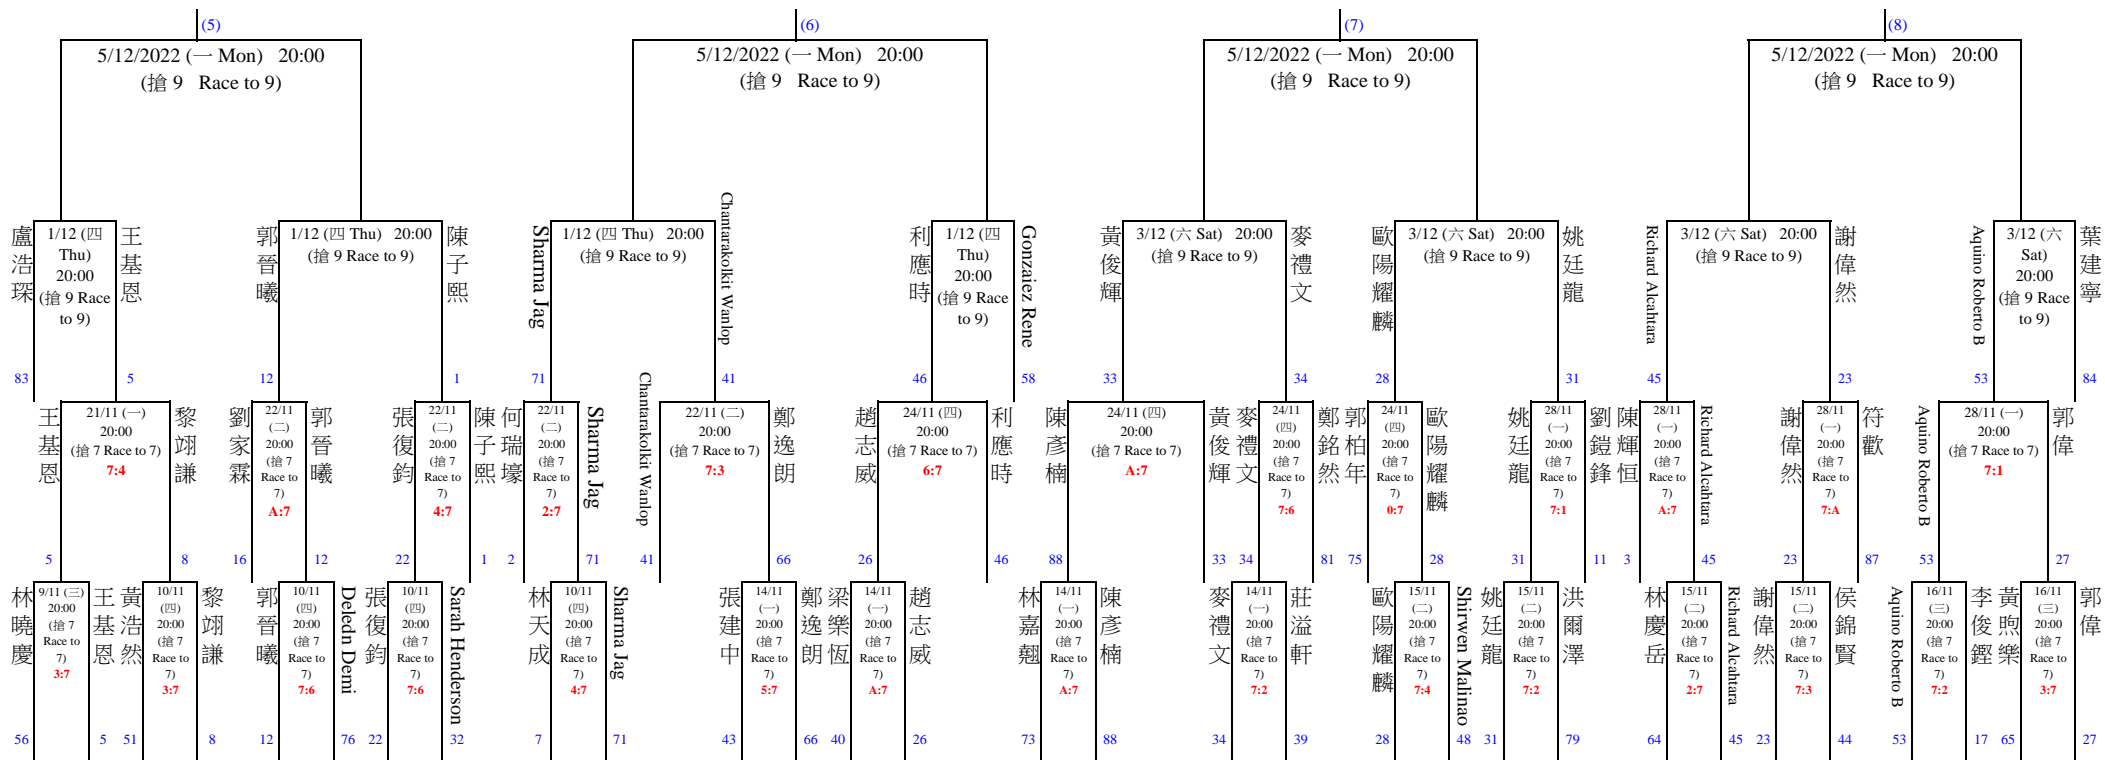 (5)
(6)
(7)
(8)
5/12/2022 (一 Mon) 20:00
(搶 9 Race to 9)
5/12/2022 (一 Mon) 20:00
(搶 9 Race to 9)
5/12/2022 (一 Mon) 20:00
(搶 9 Race to 9)
5/12/2022 (一 Mon) 20:00
(搶 9 Race to 9)
盧浩琛
1/12 (四
Thu)
20:00
(搶 9 Race
to 9)
王基恩
郭晉曦
1/12 (四 Thu) 20:00
(搶 9 Race to 9)
陳子熙
Sharma Jag
1/12 (四 Thu) 20:00
(搶 9 Race to 9)
Chantarakolkit Wanlop
利應時
1/12 (四
Thu)
20:00
(搶 9 Race
to 9)
Gonzaiez Rene
黃俊輝
3/12 (六 Sat) 20:00
(搶 9 Race to 9)
麥禮文
歐陽耀麟
3/12 (六 Sat) 20:00
(搶 9 Race to 9)
姚廷龍
Richard Alcahtara
3/12 (六 Sat) 20:00
(搶 9 Race to 9)
謝偉然
Aquino Roberto B
3/12 (六
Sat)
20:00
(搶 9 Race
to 9)
葉建寧
83
5
12
1
71
41
46
58
33
34
28
31
45
23
53
84
王基恩
21/11 (一)
20:00
(搶 7 Race to 7)
7:4
黎翊謙
劉家霖
22/11
(二)
20:00
(搶 7
Race to
7)
A:7
郭晉曦
張復鈞
22/11
(二)
20:00
(搶 7
Race to
7)
4:7
陳子熙
何瑞壕
22/11
(二)
20:00
(搶 7
Race to
7)
2:7
Sharma Jag
Chantarakolkit Wanlop
22/11 (二)
20:00
(搶 7 Race to 7)
7:3
鄭逸朗
趙志威
24/11 (四)
20:00
(搶 7 Race to 7)
6:7
利應時
陳彥楠
24/11 (四)
20:00
(搶 7 Race to 7)
A:7
黃俊輝
麥禮文
24/11
(四)
20:00
(搶 7
Race to
7)
7:6
鄭銘然
郭柏年
24/11
(四)
20:00
(搶 7
Race to
7)
0:7
歐陽耀麟
姚廷龍
28/11
(一)
20:00
(搶 7
Race to
7)
7:1
劉鎧鋒
陳輝恒
28/11
(一)
20:00
(搶 7
Race to
7)
A:7
Richard Alcahtara
謝偉然
28/11
(一)
20:00
(搶 7
Race to
7)
7:A
符歡
Aquino Roberto B
28/11 (一)
20:00
(搶 7 Race to 7)
7:1
郭偉
5
8
16
12
22
1
2
71
41
66
26
46
88
33
34
81
75
28
31
11
3
45
23
87
53
27
林曉慶
9/11 (三)
20:00
(搶 7
Race to
7)
3:7
王基恩
黃浩然
10/11
(四)
20:00
(搶 7
Race to
7)
3:7
黎翊謙
郭晉曦
10/11
(四)
20:00
(搶 7
Race to
7)
7:6
Deledn Demi
張復鈞
10/11
(四)
20:00
(搶 7
Race to
7)
7:6
Sarah Henderson
林天成
10/11
(四)
20:00
(搶 7
Race to
7)
4:7
Sharma Jag
張建中
14/11
(一)
20:00
(搶 7
Race to
7)
5:7
鄭逸朗
梁樂恆
14/11
(一)
20:00
(搶 7
Race to
7)
A:7
趙志威
林嘉翹
14/11
(一)
20:00
(搶 7
Race to
7)
A:7
陳彥楠
麥禮文
14/11
(一)
20:00
(搶 7
Race to
7)
7:2
莊溢軒
歐陽耀麟
15/11
(二)
20:00
(搶 7
Race to
7)
7:4
Shirwen Malinao
姚廷龍
15/11
(二)
20:00
(搶 7
Race to
7)
7:2
洪爾澤
林慶岳
15/11
(二)
20:00
(搶 7
Race to
7)
2:7
Richard Alcahtara
謝偉然
15/11
(二)
20:00
(搶 7
Race to
7)
7:3
侯錦賢
Aquino Roberto B
16/11
(三)
20:00
(搶 7
Race to
7)
7:2
李俊鏗
黃煦樂
16/11
(三)
20:00
(搶 7
Race to
7)
3:7
郭偉
56
5
51
8
12
76
22
32
7
71
43
66
40
26
73
88
34
39
28
48
31
79
64
45
23
44
53
17
65
27